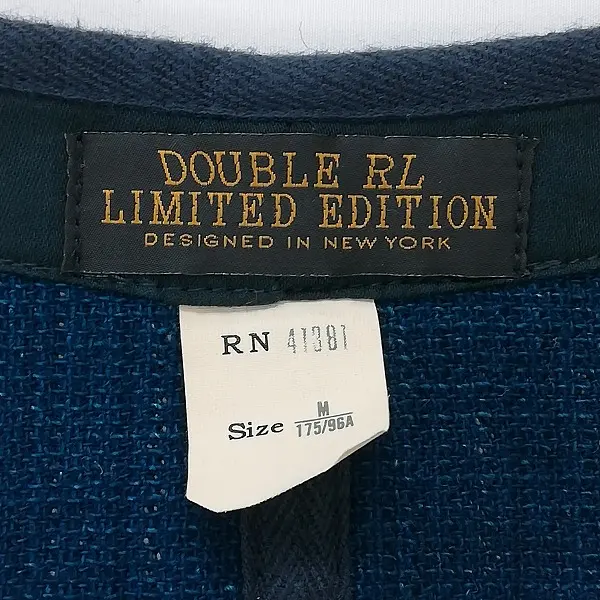 DOUBLE RL
LIMITED EDITION
DESIGNED IN NEW YORK
RN 41381
Size M
175/96A